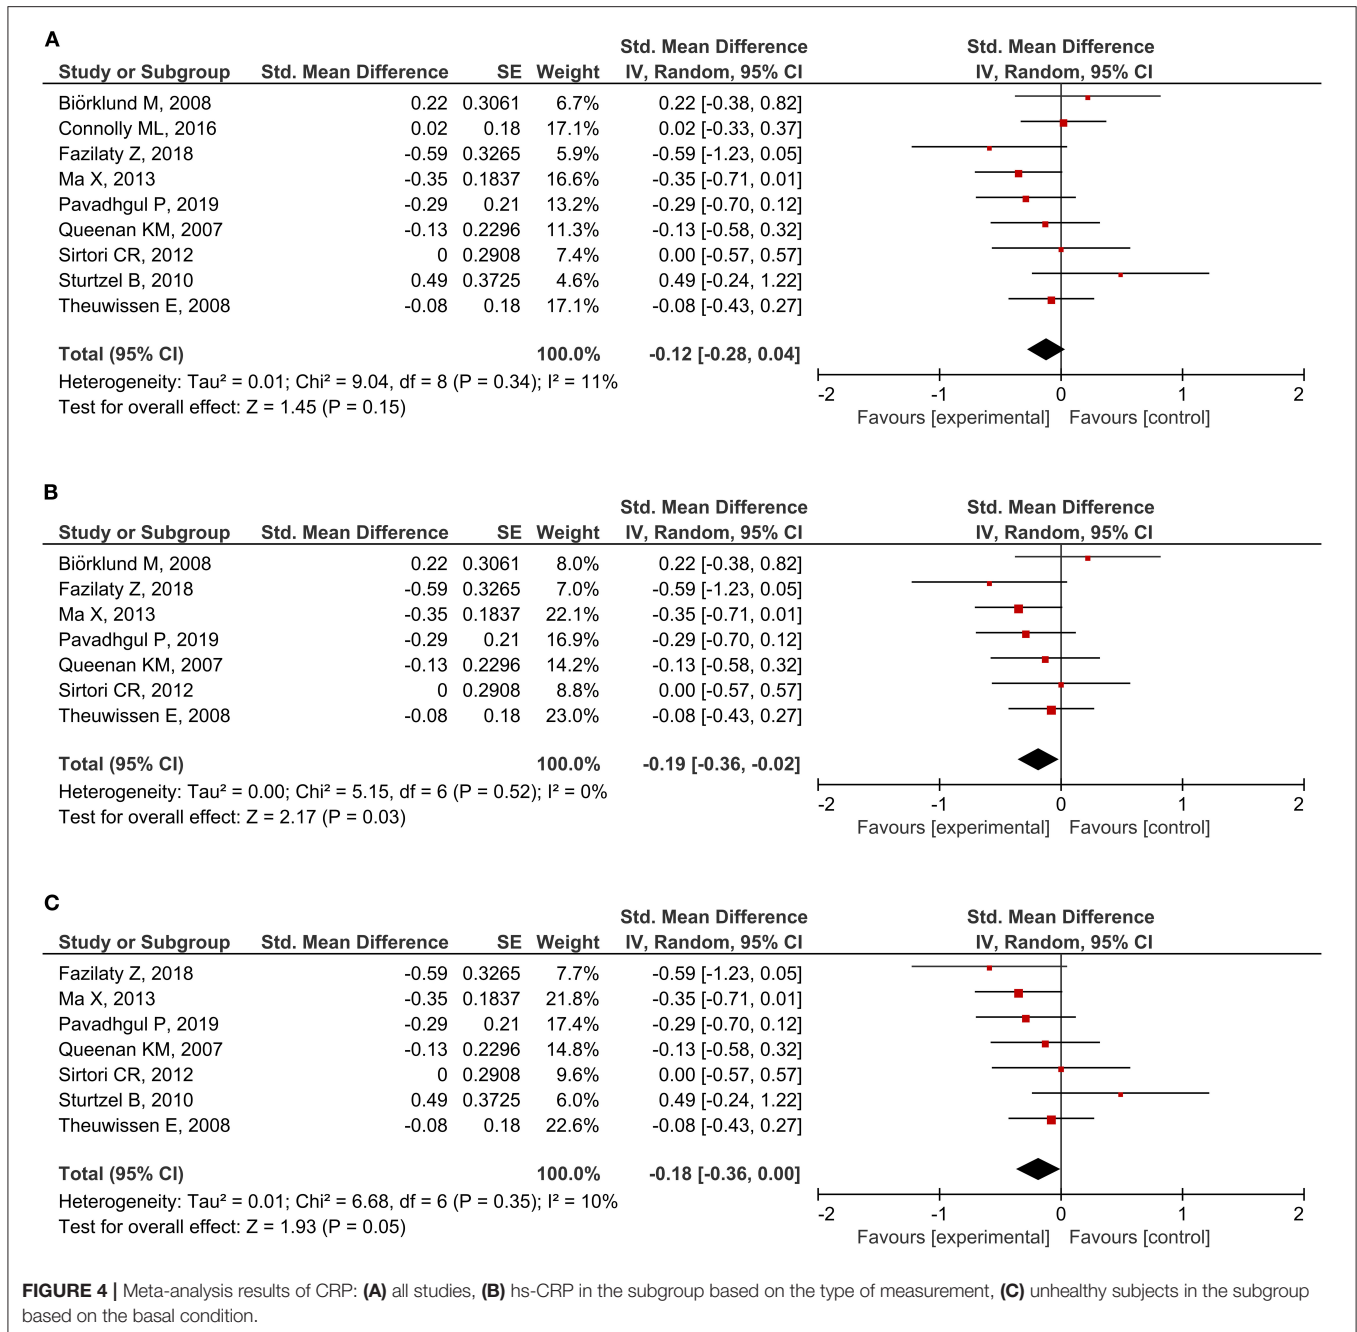 A
Std. Mean Difference Std. Mean Difference
Study or Subgroup Std. Mean Difference SE Weight IV, Random, 95% CI IV, Random, 95% CI
Biörklund M, 2008 0.22 0.3061 6.7% 0.22 [-0.38, 0.82]
Connolly ML, 2016 0.02 0.18 17.1% 0.02 [-0.33, 0.37]
Fazilaty Z, 2018 -0.59 0.3265 5.9% -0.59 [-1.23, 0.05]
Ma X, 2013 -0.35 0.1837 16.6% -0.35 [-0.71, 0.01]
Pavadhgul P, 2019 -0.29 0.21 13.2% -0.29 [-0.70, 0.12]
Queenan KM, 2007 -0.13 0.2296 11.3% -0.13 [-0.58, 0.32]
Sirtori CR, 2012 0 0.2908 7.4% 0.00 [-0.57, 0.57]
Sturtzel B, 2010 0.49 0.3725 4.6% 0.49 [-0.24, 1.22]
Theuwissen E, 2008 -0.08 0.18 17.1% -0.08 [-0.43, 0.27]
Total (95% CI) 100.0% -0.12 [-0.28, 0.04]
Heterogeneity: Tau² = 0.01; Chi² = 9.04, df = 8 (P = 0.34); I² = 11%
Test for overall effect: Z = 1.45 (P = 0.15)
-2 -1 0 1 2
Favours [experimental] Favours [control]
B
Std. Mean Difference Std. Mean Difference
Study or Subgroup Std. Mean Difference SE Weight IV, Random, 95% CI IV, Random, 95% CI
Biörklund M, 2008 0.22 0.3061 8.0% 0.22 [-0.38, 0.82]
Fazilaty Z, 2018 -0.59 0.3265 7.0% -0.59 [-1.23, 0.05]
Ma X, 2013 -0.35 0.1837 22.1% -0.35 [-0.71, 0.01]
Pavadhgul P, 2019 -0.29 0.21 16.9% -0.29 [-0.70, 0.12]
Queenan KM, 2007 -0.13 0.2296 14.2% -0.13 [-0.58, 0.32]
Sirtori CR, 2012 0 0.2908 8.8% 0.00 [-0.57, 0.57]
Theuwissen E, 2008 -0.08 0.18 23.0% -0.08 [-0.43, 0.27]
Total (95% CI) 100.0% -0.19 [-0.36, -0.02]
Heterogeneity: Tau² = 0.00; Chi² = 5.15, df = 6 (P = 0.52); I² = 0%
Test for overall effect: Z = 2.17 (P = 0.03)
-2 -1 0 1 2
Favours [experimental] Favours [control]
C
Std. Mean Difference Std. Mean Difference
Study or Subgroup Std. Mean Difference SE Weight IV, Random, 95% CI IV, Random, 95% CI
Fazilaty Z, 2018 -0.59 0.3265 7.7% -0.59 [-1.23, 0.05]
Ma X, 2013 -0.35 0.1837 21.8% -0.35 [-0.71, 0.01]
Pavadhgul P, 2019 -0.29 0.21 17.4% -0.29 [-0.70, 0.12]
Queenan KM, 2007 -0.13 0.2296 14.8% -0.13 [-0.58, 0.32]
Sirtori CR, 2012 0 0.2908 9.6% 0.00 [-0.57, 0.57]
Sturtzel B, 2010 0.49 0.3725 6.0% 0.49 [-0.24, 1.22]
Theuwissen E, 2008 -0.08 0.18 22.6% -0.08 [-0.43, 0.27]
Total (95% CI) 100.0% -0.18 [-0.36, 0.00]
Heterogeneity: Tau² = 0.01; Chi² = 6.68, df = 6 (P = 0.35); I² = 10%
Test for overall effect: Z = 1.93 (P = 0.05)
-2 -1 0 1 2
Favours [experimental] Favours [control]
FIGURE 4 | Meta-analysis results of CRP: (A) all studies, (B) hs-CRP in the subgroup based on the type of measurement, (C) unhealthy subjects in the subgroup
based on the basal condition.